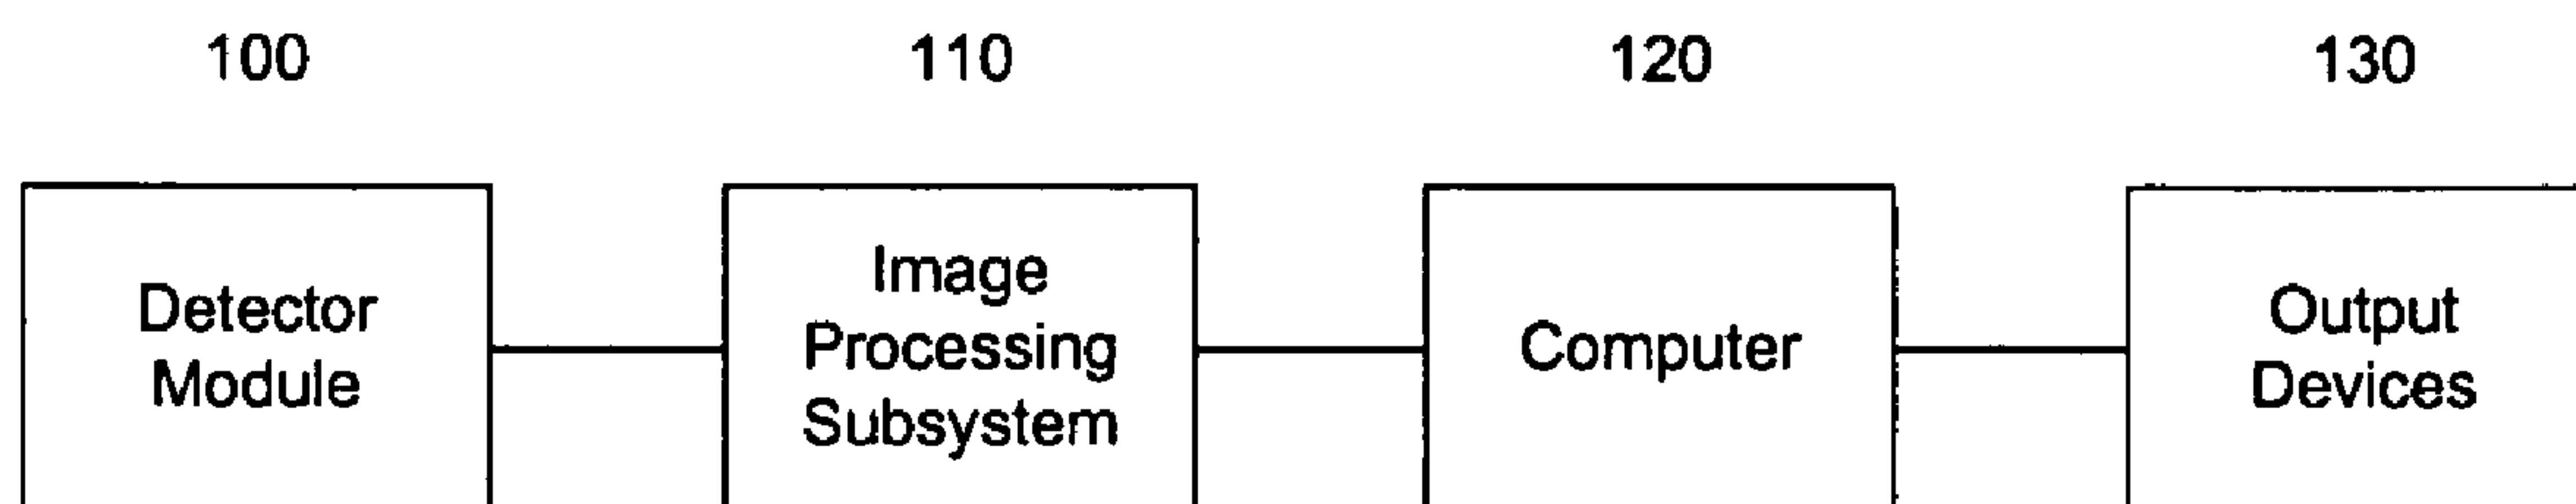 100
110
120
130
Detector
Module
Image
Processing
Subsystem
Computer
Output
Devices